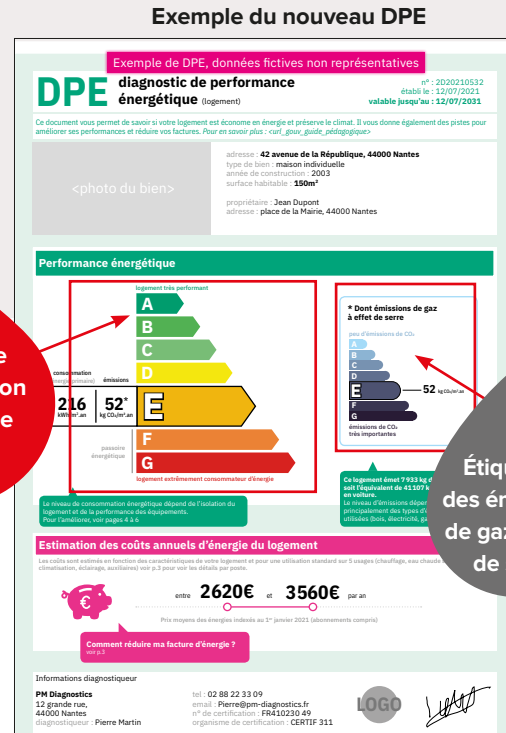 Exemple du nouveau DPE
Exemple de DPE, données fictives non représentatives
DPE diagnostic de performance
énergétique (logement)
n° : 2D20210532
établi le : 12/07/2021
valable jusqu'au : 12/07/2031
Ce document vous permet de savoir si votre logement est économe en énergie et préserve le climat. Il vous donne également des pistes pour
améliorer ses performances et réduire vos factures. Pour en savoir plus : <url_gouv_guide_pédagogique>
<photo du bien>
adresse : 42 avenue de la République, 44000 Nantes
type de bien : maison individuelle
année de construction : 2003
surface habitable : 150m²
propriétaire : Jean Dupont
adresse : place de la Mairie, 44000 Nantes
Performance énergétique
logement très performant
A
B
C
D
E
F
G
consommation
émissions
216
kWh/m².an
52*
kg CO₂/m².an
passoire
énergétique
logement extrêmement consommateur d'énergie
* Dont émissions de gaz
à effet de serre
peu d'émissions de CO₂
A
B
C
D
E
F
G
52 kg CO₂/m².an
émissions de CO₂
très importantes
Le niveau de consommation énergétique dépend de l'isolation du
logement et de la performance des équipements.
Pour l'améliorer, voir pages 4 à 6
Ce logement émet 7 933 kg d
soit l'équivalent de 41 107 k
en voiture.
Le niveau d'émissions dépen
principalement des types d'é
utilisées (bois, électricité, ga
Étiqu
des ém
de gaz
de
Estimation des coûts annuels d'énergie du logement
Les coûts sont estimés en fonction des caractéristiques de votre logement et pour une utilisation standard sur 5 usages (chauffage, eau chaude
climatisation, éclairage, auxiliaires) voir p.3 pour voir les détails par poste.
entre 2620€ et 3560€ par an
Prix moyens des énergies indexés au 1er janvier 2021 (abonnements compris)
Comment réduire ma facture d'énergie ?
voir p.3
Informations diagnostiqueur
PM Diagnostics
12 grande rue,
44000 Nantes
diagnostiqueur : Pierre Martin
tel : 02 88 22 33 09
email : Pierre@pm-diagnostics.fr
n° de certification : FR410230 49
organisme de certification : CERTIF 311
LOGO